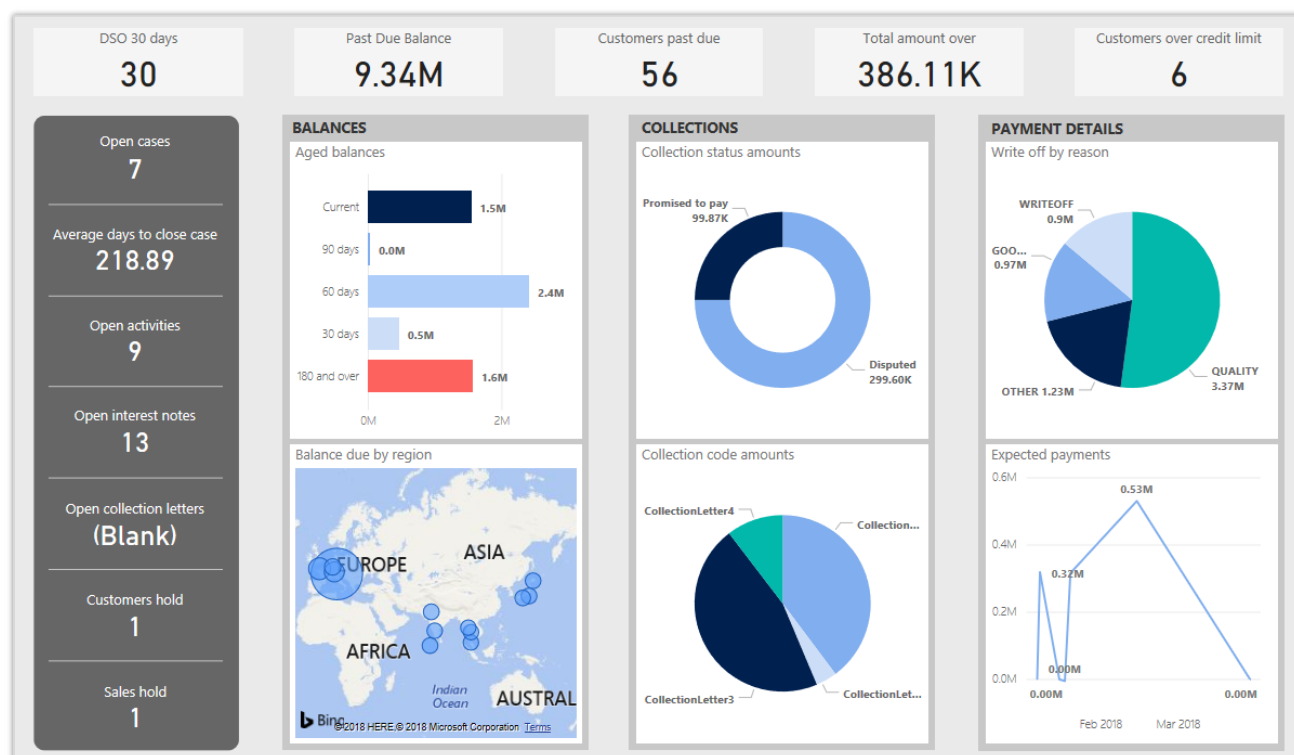 DSO 30 days
30
Past Due Balance
9.34M
Customers past due
56
Total amount over
386.11K
Customers over credit limit
6
Open cases
7
Average days to close case
218.89
Open activities
9
Open interest notes
13
Open collection letters
(Blank)
Customers hold
1
Sales hold
1
BALANCES
Aged balances
Current
1.5M
90 days
0.0M
60 days
2.4M
30 days
0.5M
180 and over
1.6M
0M
2M
Balance due by region
EUROPE
ASIA
AFRICA
Indian
Ocean
AUSTRAL
Bing
©2018 HERE, © 2018 Microsoft Corporation Terms
COLLECTIONS
Collection status amounts
Promised to pay
99.87K
Disputed
299.60K
Collection code amounts
CollectionLetter4
Collection...
CollectionLetter3
CollectionLet...
PAYMENT DETAILS
Write off by reason
WRITEOFF
0.9M
GOO...
0.97M
OTHER 1.23M
QUALITY
3.37M
Expected payments
0.6M
0.53M
0.4M
0.32M
0.2M
0.00M
0.0M
0.00M
0.00M
Feb 2018
Mar 2018